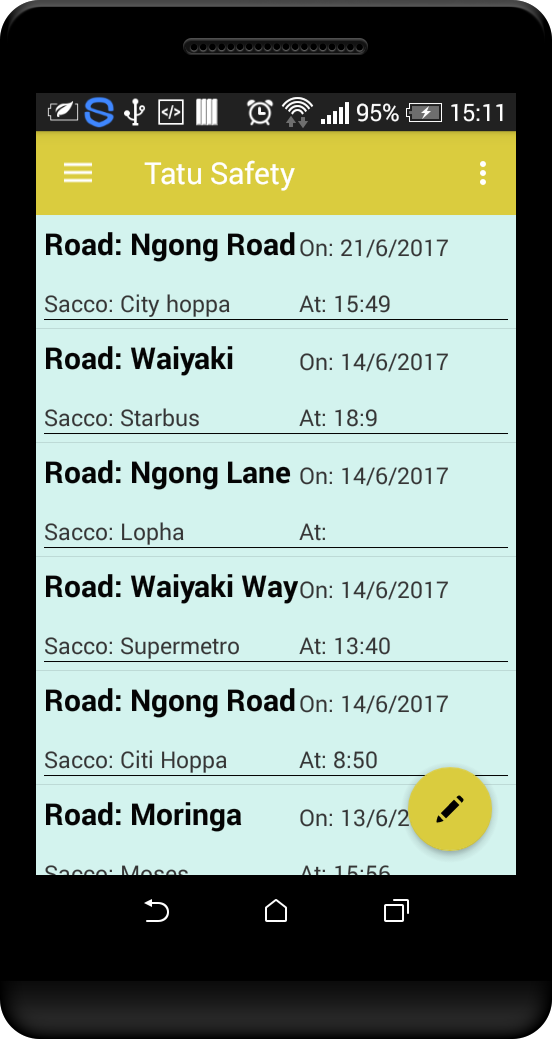 95% 15:11
Tatu Safety
Road: Ngong Road On: 21/6/2017
Sacco: City hoppa At: 15:49
Road: Waiyaki On: 14/6/2017
Sacco: Starbus At: 18:9
Road: Ngong Lane On: 14/6/2017
Sacco: Lopha At:
Road: Waiyaki Way On: 14/6/2017
Sacco: Supermetro At: 13:40
Road: Ngong Road On: 14/6/2017
Sacco: Citi Hoppa At: 8:50
Road: Moringa On: 13/6/2
Sacco: Moses At: 15:56